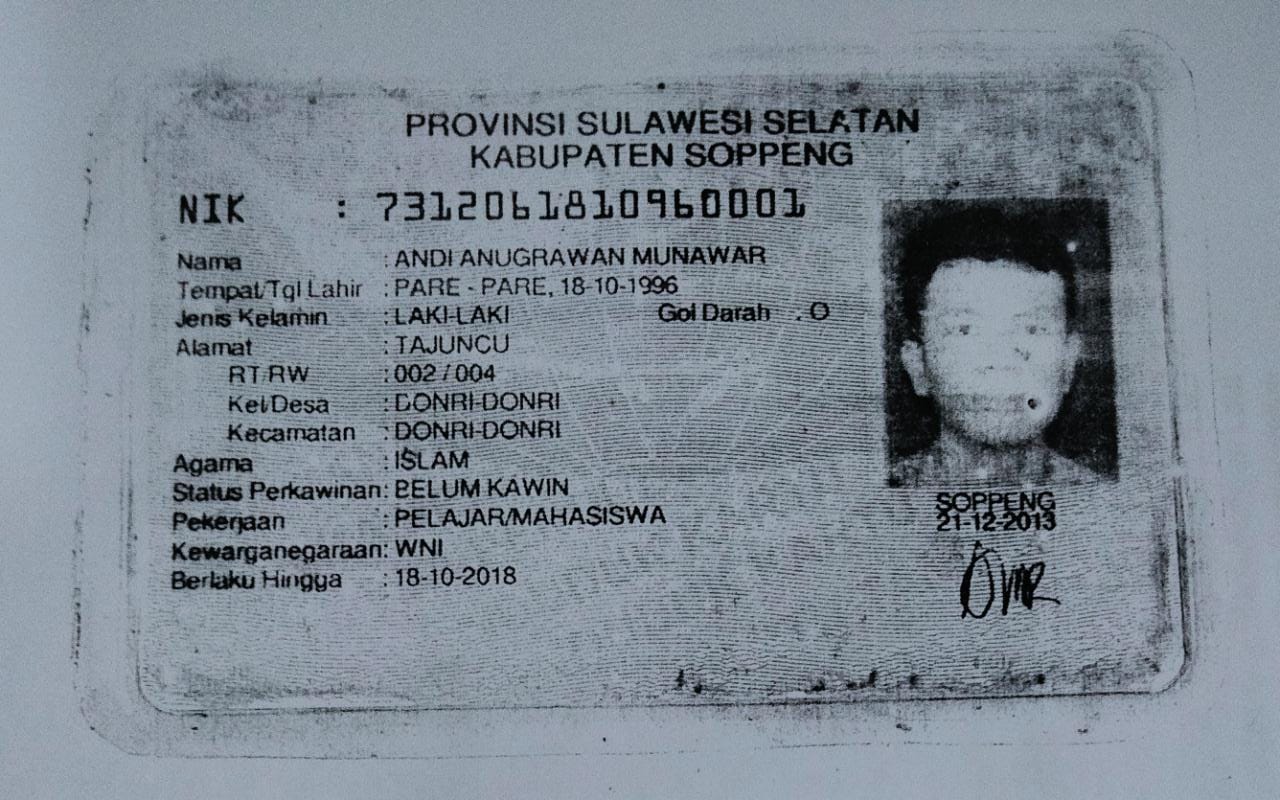 PROVINSI SULAWESI SELATAN
KABUPATEN SOPPENG
NIK : 7312061810960001
Nama : ANDI ANUGRAWAN MUNAWAR
Tempat/Tgl Lahir : PARE - PARE, 18-10-1996
Jenis Kelamin : LAKI-LAKI Gol Darah : O
Alamat : TAJUNCU
RT/RW : 002 / 004
Kel/Desa : DONRI-DONRI
Kecamatan : DONRI-DONRI
Agama : ISLAM
Status Perkawinan: BELUM KAWIN
Pekerjaan : PELAJAR/MAHASISWA
Kewarganegaraan: WNI
Berlaku Hingga : 18-10-2018
SOPPENG
21-12-2013